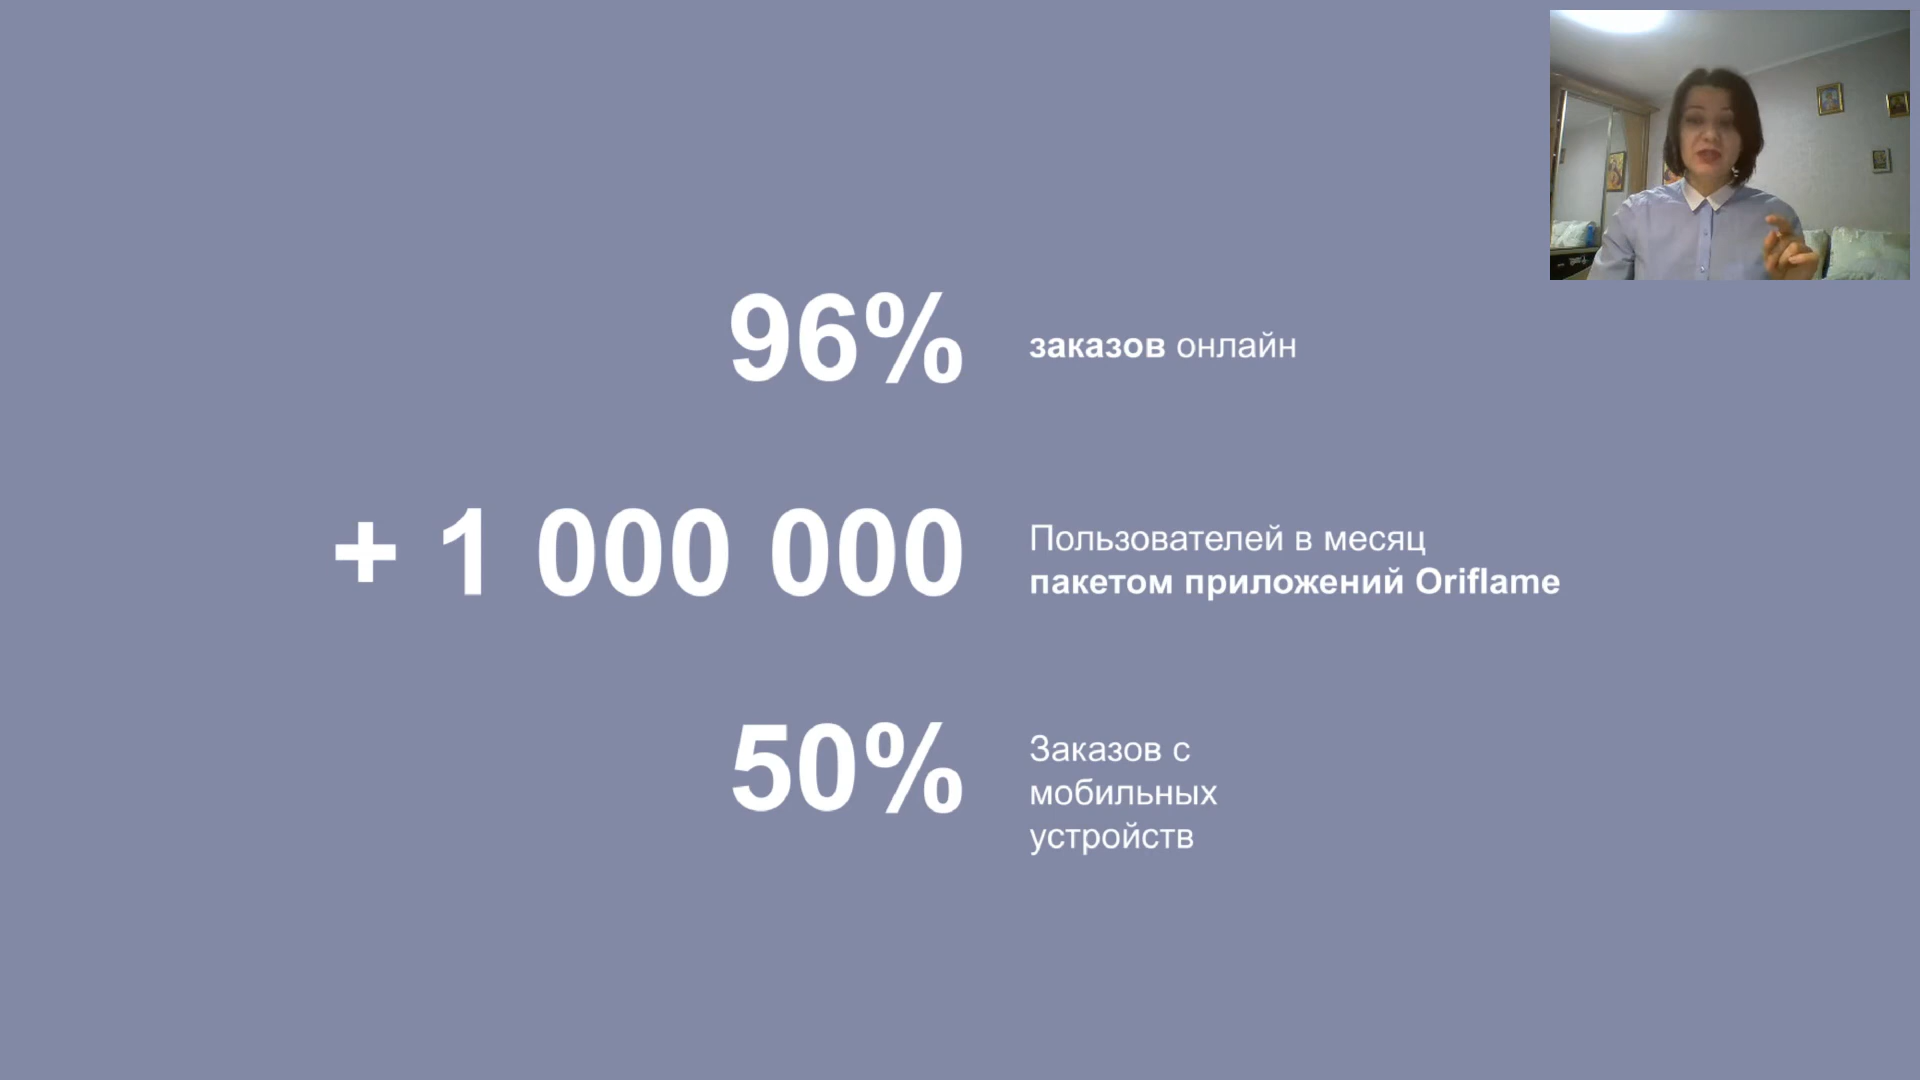 96%
заказов онлайн
+ 1 000 000
Пользователей в месяц
пакетом приложений Oriflame
50%
Заказов с
мобильных
устройств